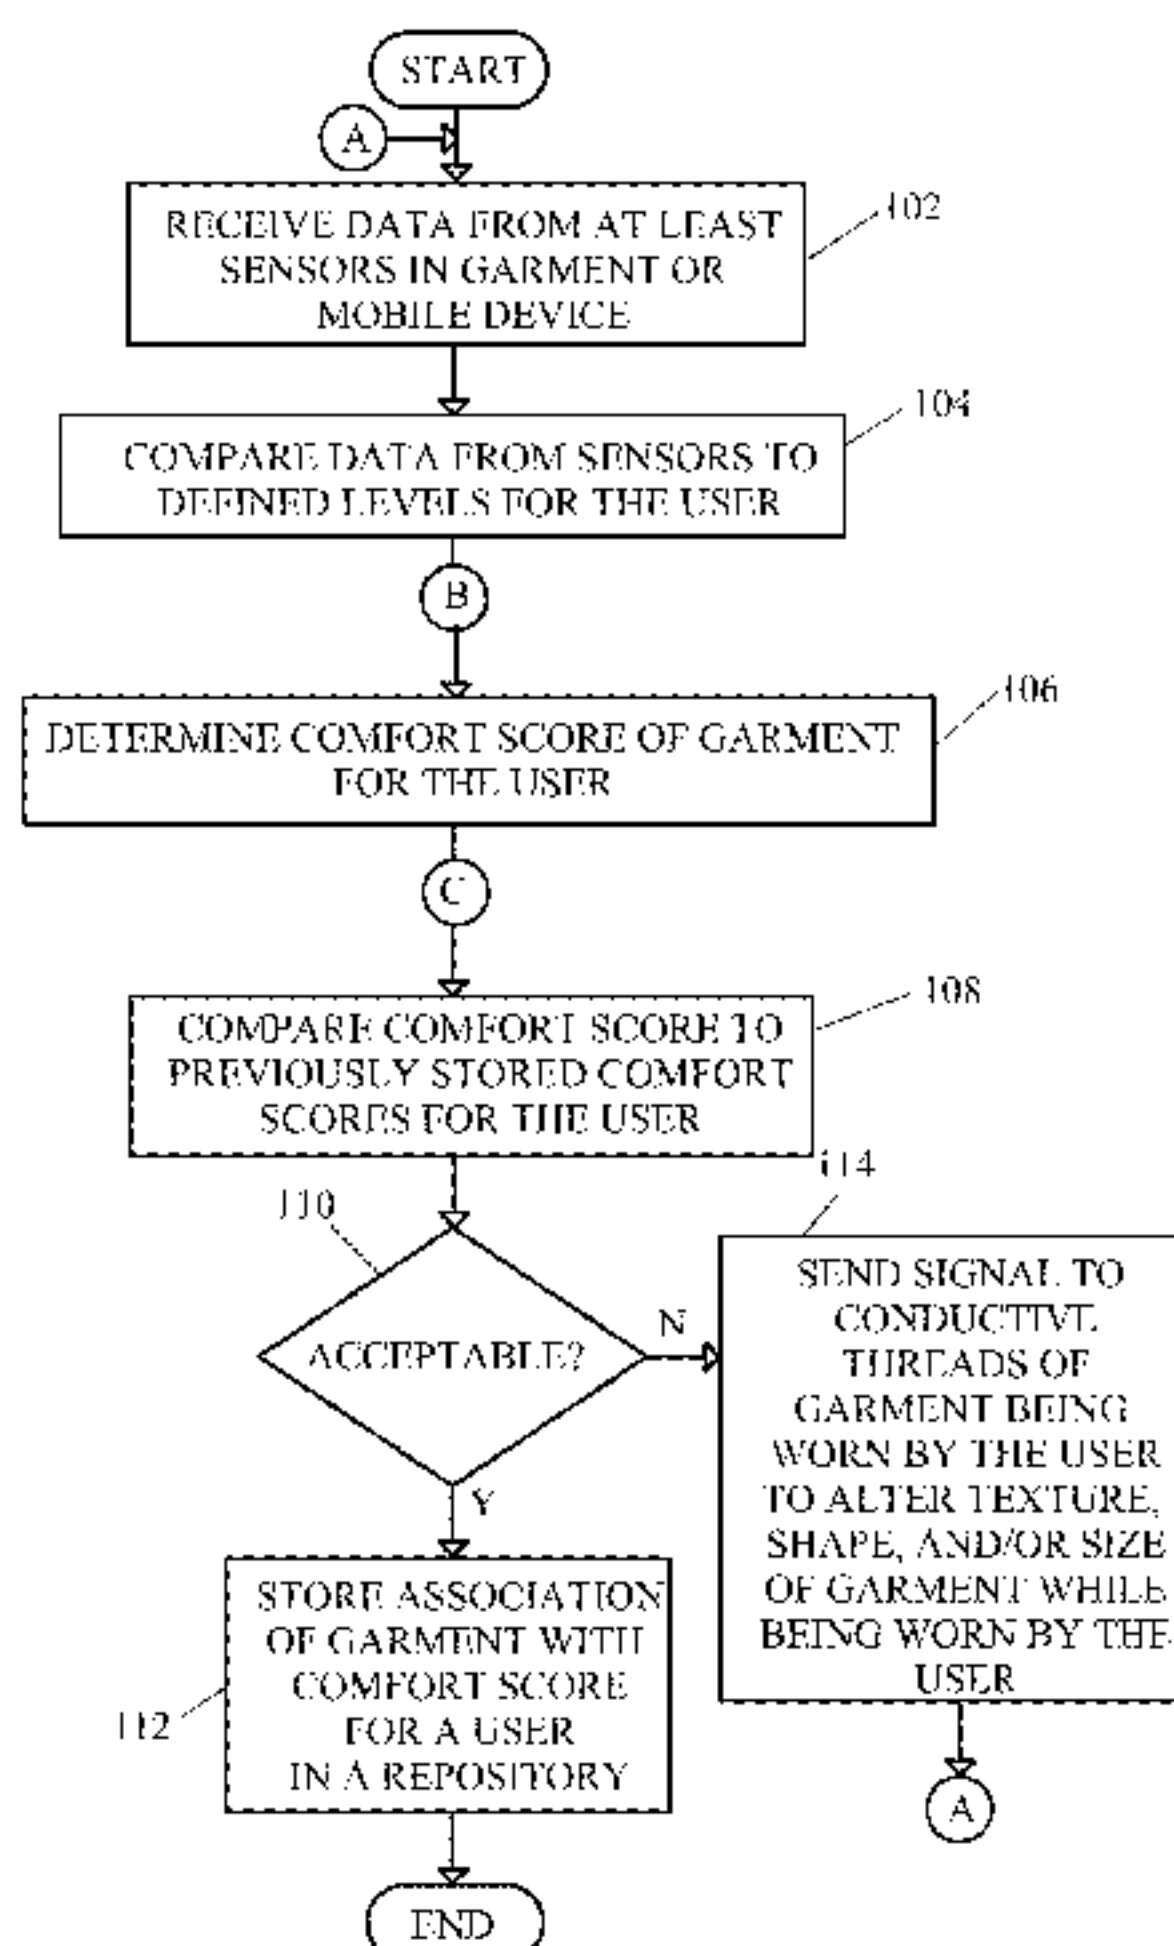 START
A
RECEIVE DATA FROM AT LEAST
SENSORS IN GARMENT OR
MOBILE DEVICE
102
COMPARE DATA FROM SENSORS TO
DEFINED LEVELS FOR THE USER
104
B
DETERMINE COMFORT SCORE OF GARMENT
FOR THE USER
106
C
COMPARE COMFORT SCORE TO
PREVIOUSLY STORED COMFORT
SCORES FOR THE USER
108
110
ACCEPTABLE?
N
Y
114
SEND SIGNAL TO
CONDUCTIVE
THREADS OF
GARMENT BEING
WORN BY THE USER
TO ALTER TEXTURE,
SHAPE, AND/OR SIZE
OF GARMENT WHILE
BEING WORN BY THE
USER
A
STORE ASSOCIATION
OF GARMENT WITH
COMFORT SCORE
FOR A USER
IN A REPOSITORY
112
END